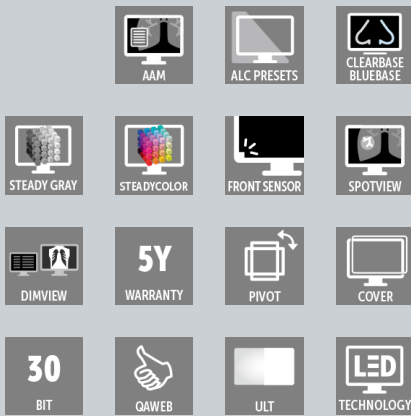 AAM
ALC PRESETS
CLEARBASE
BLUEBASE
STEADY GRAY
STEADYCOLOR
FRONT SENSOR
SPOTVIEW
DIMVIEW
5Y
WARRANTY
PIVOT
COVER
30
BIT
QAWEB
ULT
LED
TECHNOLOGY